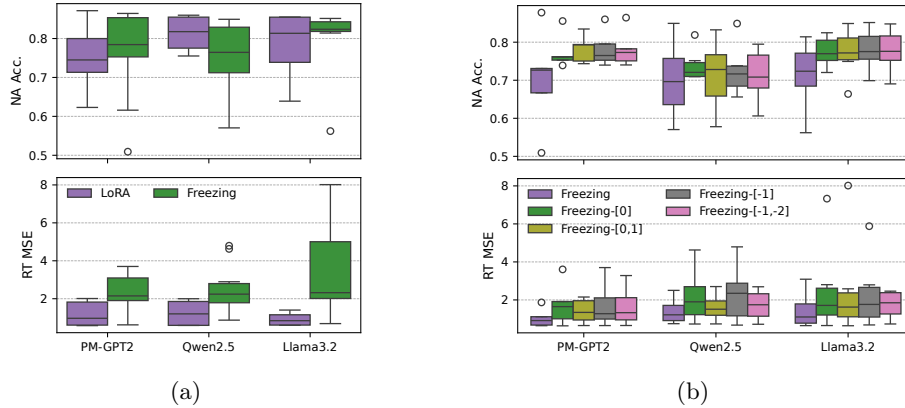 NA Acc.
0.8
0.7
0.6
0.5
LoRA
Freezing
RT MSE
8
6
4
2
PM-GPT2
Qwen2.5
Llama3.2
(a)
NA Acc.
0.8
0.7
0.6
0.5
Freezing
Freezing-[0]
Freezing-[0,1]
Freezing-[-1]
Freezing-[-1,-2]
RT MSE
8
6
4
2
PM-GPT2
Qwen2.5
Llama3.2
(b)